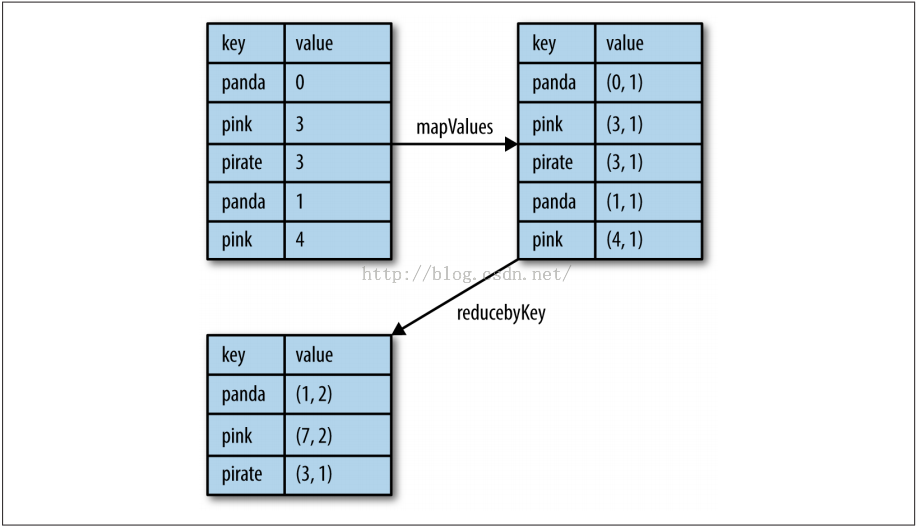 key value
panda 0
pink 3
pirate 3
panda 1
pink 4
mapValues
key value
panda (0, 1)
pink (3, 1)
pirate (3, 1)
panda (1, 1)
pink (4, 1)
http://blog.csdn.net/
reducebyKey
key value
panda (1, 2)
pink (7, 2)
pirate (3, 1)